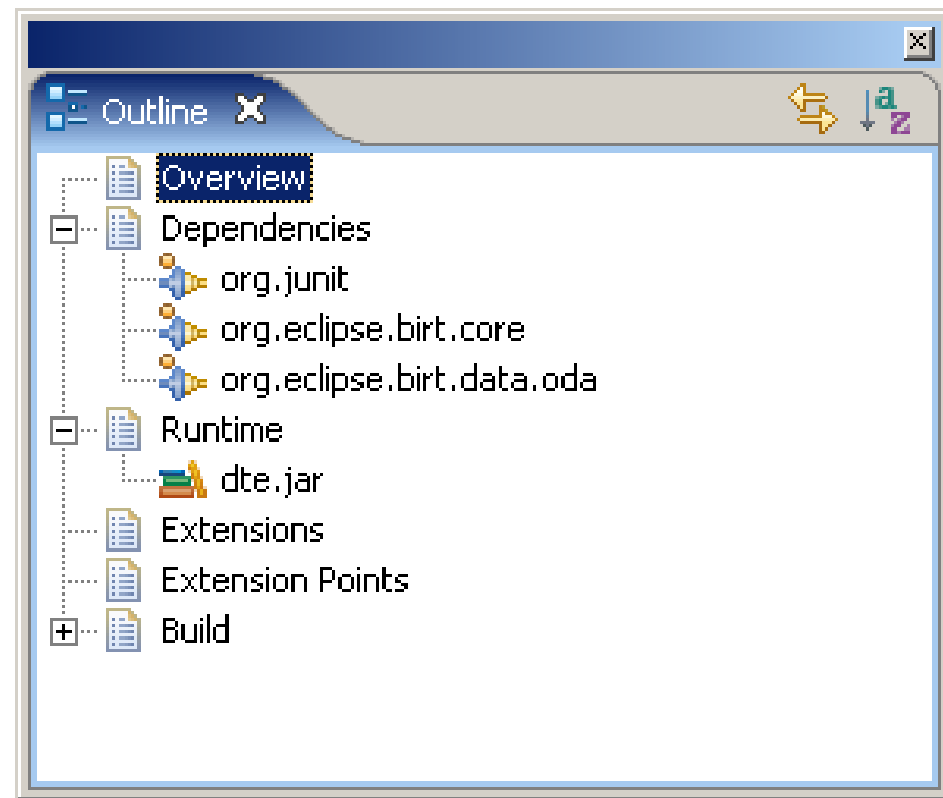 Outline
a
z
Overview
Dependencies
org.junit
org.eclipse.birt.core
org.eclipse.birt.data.oda
Runtime
dte.jar
Extensions
Extension Points
Build